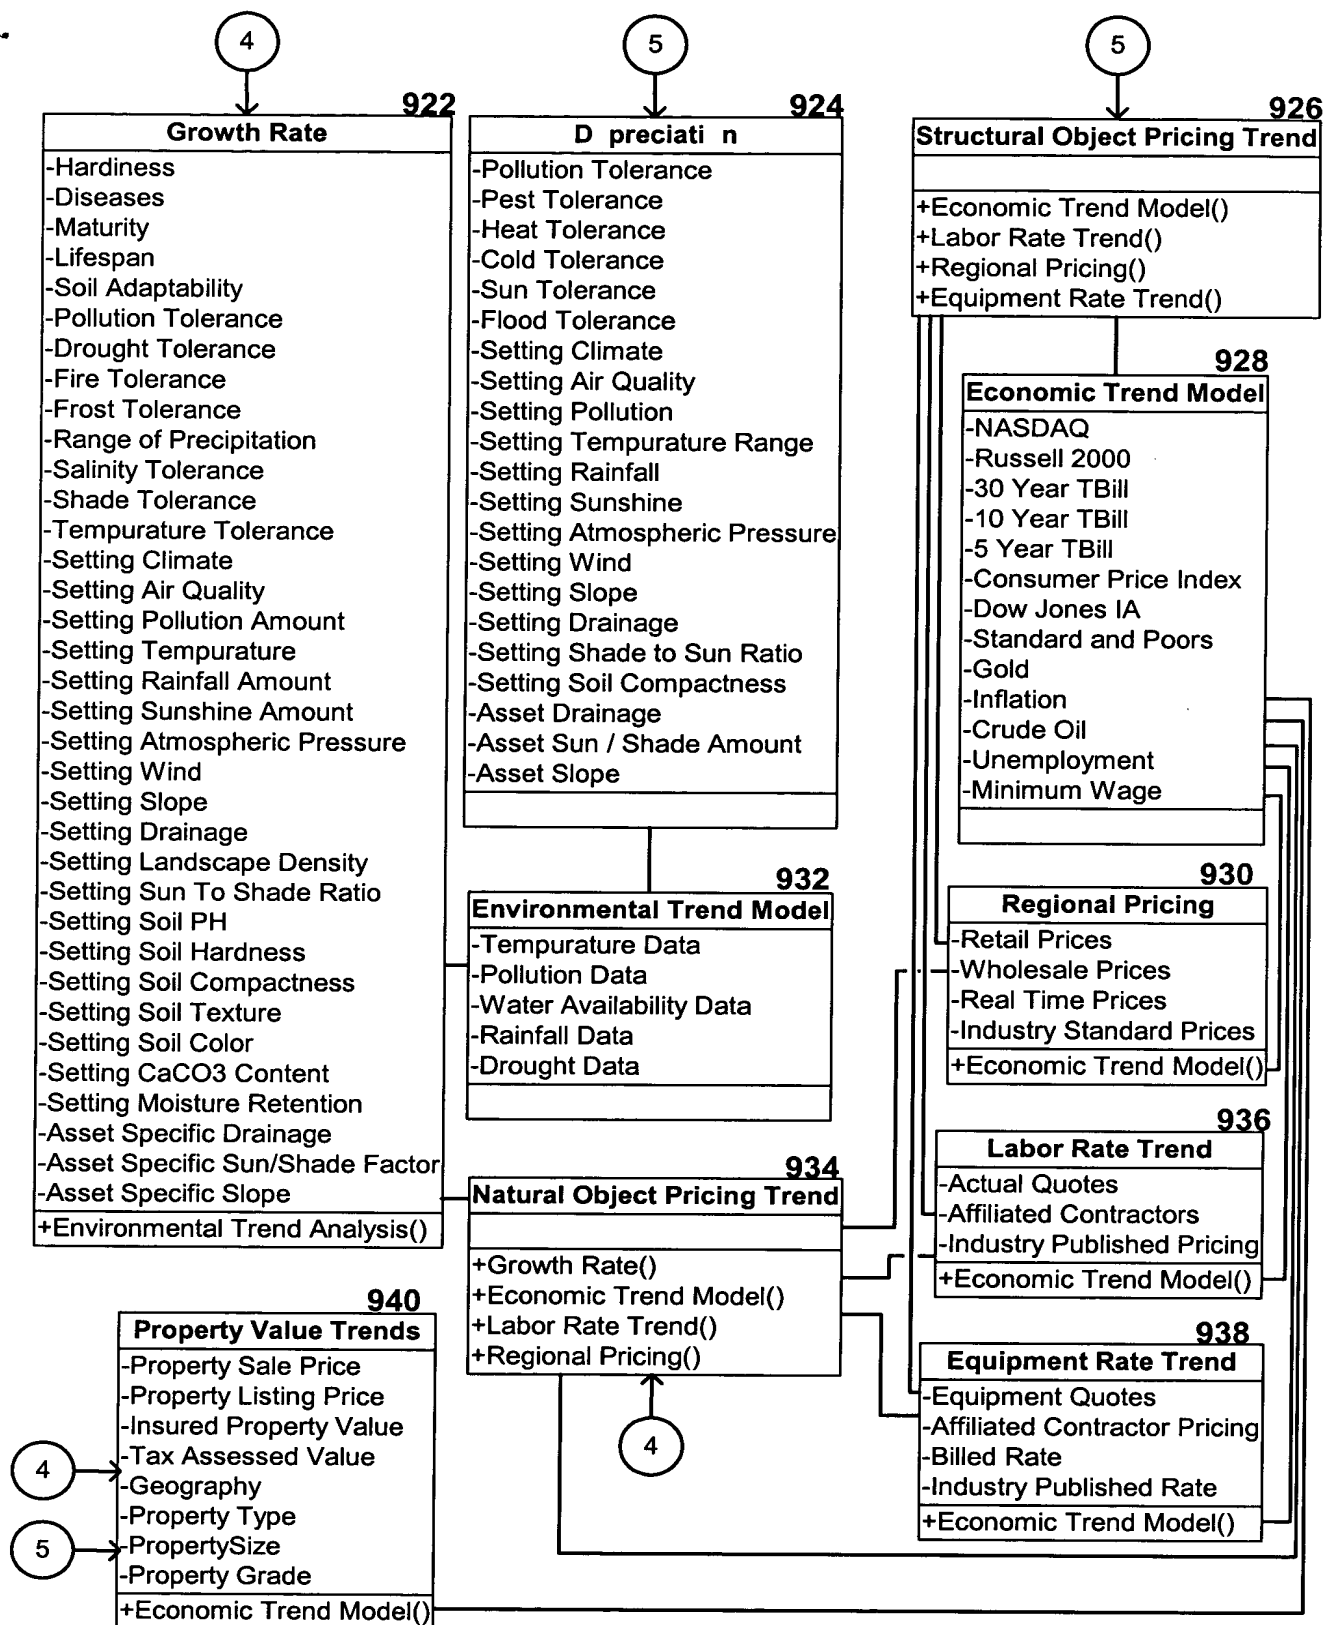 4
5
5
922
Growth Rate
-Hardiness
-Diseases
-Maturity
-Lifespan
-Soil Adaptability
-Pollution Tolerance
-Drought Tolerance
-Fire Tolerance
-Frost Tolerance
-Range of Precipitation
-Salinity Tolerance
-Shade Tolerance
-Tempurature Tolerance
-Setting Climate
-Setting Air Quality
-Setting Pollution Amount
-Setting Tempurature
-Setting Rainfall Amount
-Setting Sunshine Amount
-Setting Atmospheric Pressure
-Setting Wind
-Setting Slope
-Setting Drainage
-Setting Landscape Density
-Setting Sun To Shade Ratio
-Setting Soil PH
-Setting Soil Hardness
-Setting Soil Compactness
-Setting Soil Texture
-Setting Soil Color
-Setting CaCO3 Content
-Setting Moisture Retention
-Asset Specific Drainage
-Asset Specific Sun/Shade Factor
-Asset Specific Slope
+Environmental Trend Analysis()
924
D preciati n
-Pollution Tolerance
-Pest Tolerance
-Heat Tolerance
-Cold Tolerance
-Sun Tolerance
-Flood Tolerance
-Setting Climate
-Setting Air Quality
-Setting Pollution
-Setting Tempurature Range
-Setting Rainfall
-Setting Sunshine
-Setting Atmospheric Pressure
-Setting Wind
-Setting Slope
-Setting Drainage
-Setting Shade to Sun Ratio
-Setting Soil Compactness
-Asset Drainage
-Asset Sun / Shade Amount
-Asset Slope
926
Structural Object Pricing Trend
+Economic Trend Model()
+Labor Rate Trend()
+Regional Pricing()
+Equipment Rate Trend()
928
Economic Trend Model
-NASDAQ
-Russell 2000
-30 Year TBill
-10 Year TBill
-5 Year TBill
-Consumer Price Index
-Dow Jones IA
-Standard and Poors
-Gold
-Inflation
-Crude Oil
-Unemployment
-Minimum Wage
932
Environmental Trend Model
-Tempurature Data
-Pollution Data
-Water Availability Data
-Rainfall Data
-Drought Data
930
Regional Pricing
-Retail Prices
-Wholesale Prices
-Real Time Prices
-Industry Standard Prices
+Economic Trend Model()
934
Natural Object Pricing Trend
+Growth Rate()
+Economic Trend Model()
+Labor Rate Trend()
+Regional Pricing()
4
936
Labor Rate Trend
-Actual Quotes
-Affiliated Contractors
-Industry Published Pricing
+Economic Trend Model()
938
Equipment Rate Trend
-Equipment Quotes
-Affiliated Contractor Pricing
-Billed Rate
-Industry Published Rate
+Economic Trend Model()
940
Property Value Trends
-Property Sale Price
-Property Listing Price
-Insured Property Value
-Tax Assessed Value
-Geography
-Property Type
-PropertySize
-Property Grade
+Economic Trend Model()
4
5